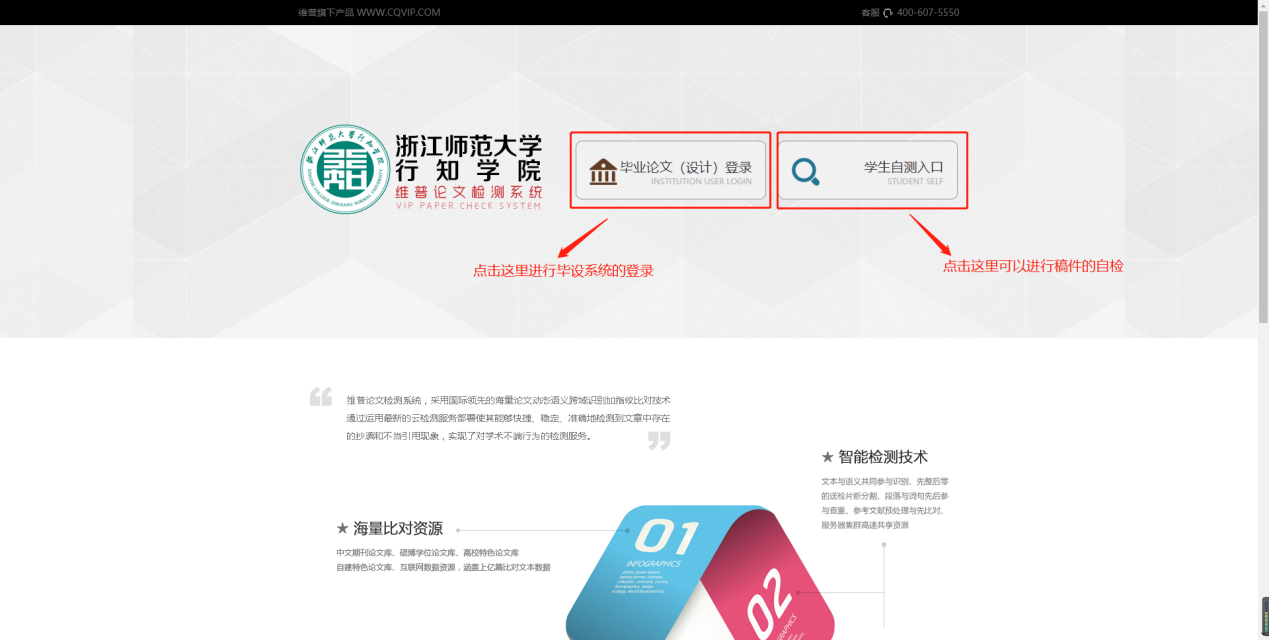 维普旗下产品 WWW.CQVIP.COM
客服 400-607-5550
浙江师范大学
行知学院
维普论文检测系统
VIP PAPER CHECK SYSTEM
毕业论文（设计）登录
INSTITUTION USER LOGIN
学生自测入口
STUDENT SELF
点击这里进行毕设系统的登录
点击这里可以进行稿件的自检
维普论文检测系统，采用国际领先的海量论文动态语义跨域识别加指纹比对技术
通过运用最新的云检测服务部署使其能够快捷、稳定、准确地检测到文章中存在
的抄袭和不当引用现象，实现了对学术不端行为的检测服务。
★ 智能检测技术
文本与语义共同参与识别、先整后零
的送检片断分割、段落与词句先后参
与查重、参考文献预处理与先比对、
服务器集群高速共享资源
★ 海量比对资源
中文期刊论文库、硕博学位论文库、高校特色论文库
自建特色论文库、互联网数据资源，涵盖上亿篇比对文本数据
01
INFOGRAPHICS
02